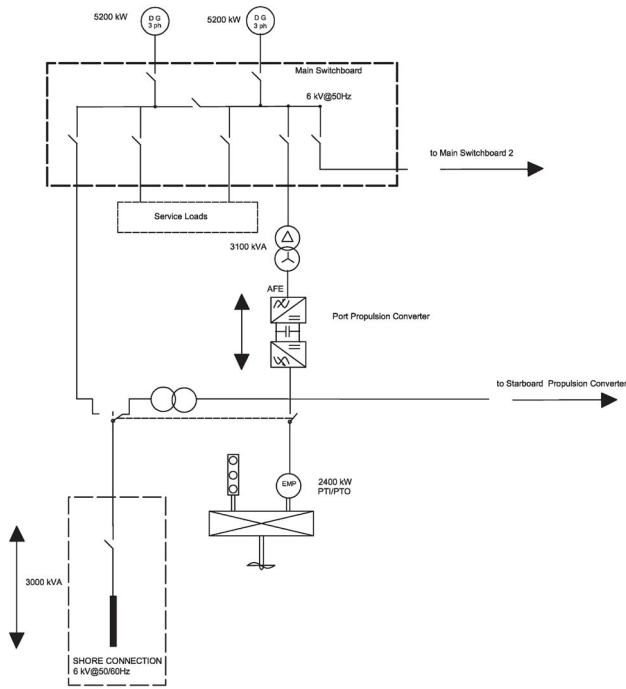 5200 kW
D G
3 ph
5200 kW
D G
3 ph
Main Switchboard
6 kV@50Hz
to Main Switchboard 2
Service Loads
3100 kVA
AFE
Port Propulsion Converter
to Starboard Propulsion Converter
EMP
2400 kW
PTI/PTO
3000 kVA
SHORE CONNECTION
6 kV@50/60Hz